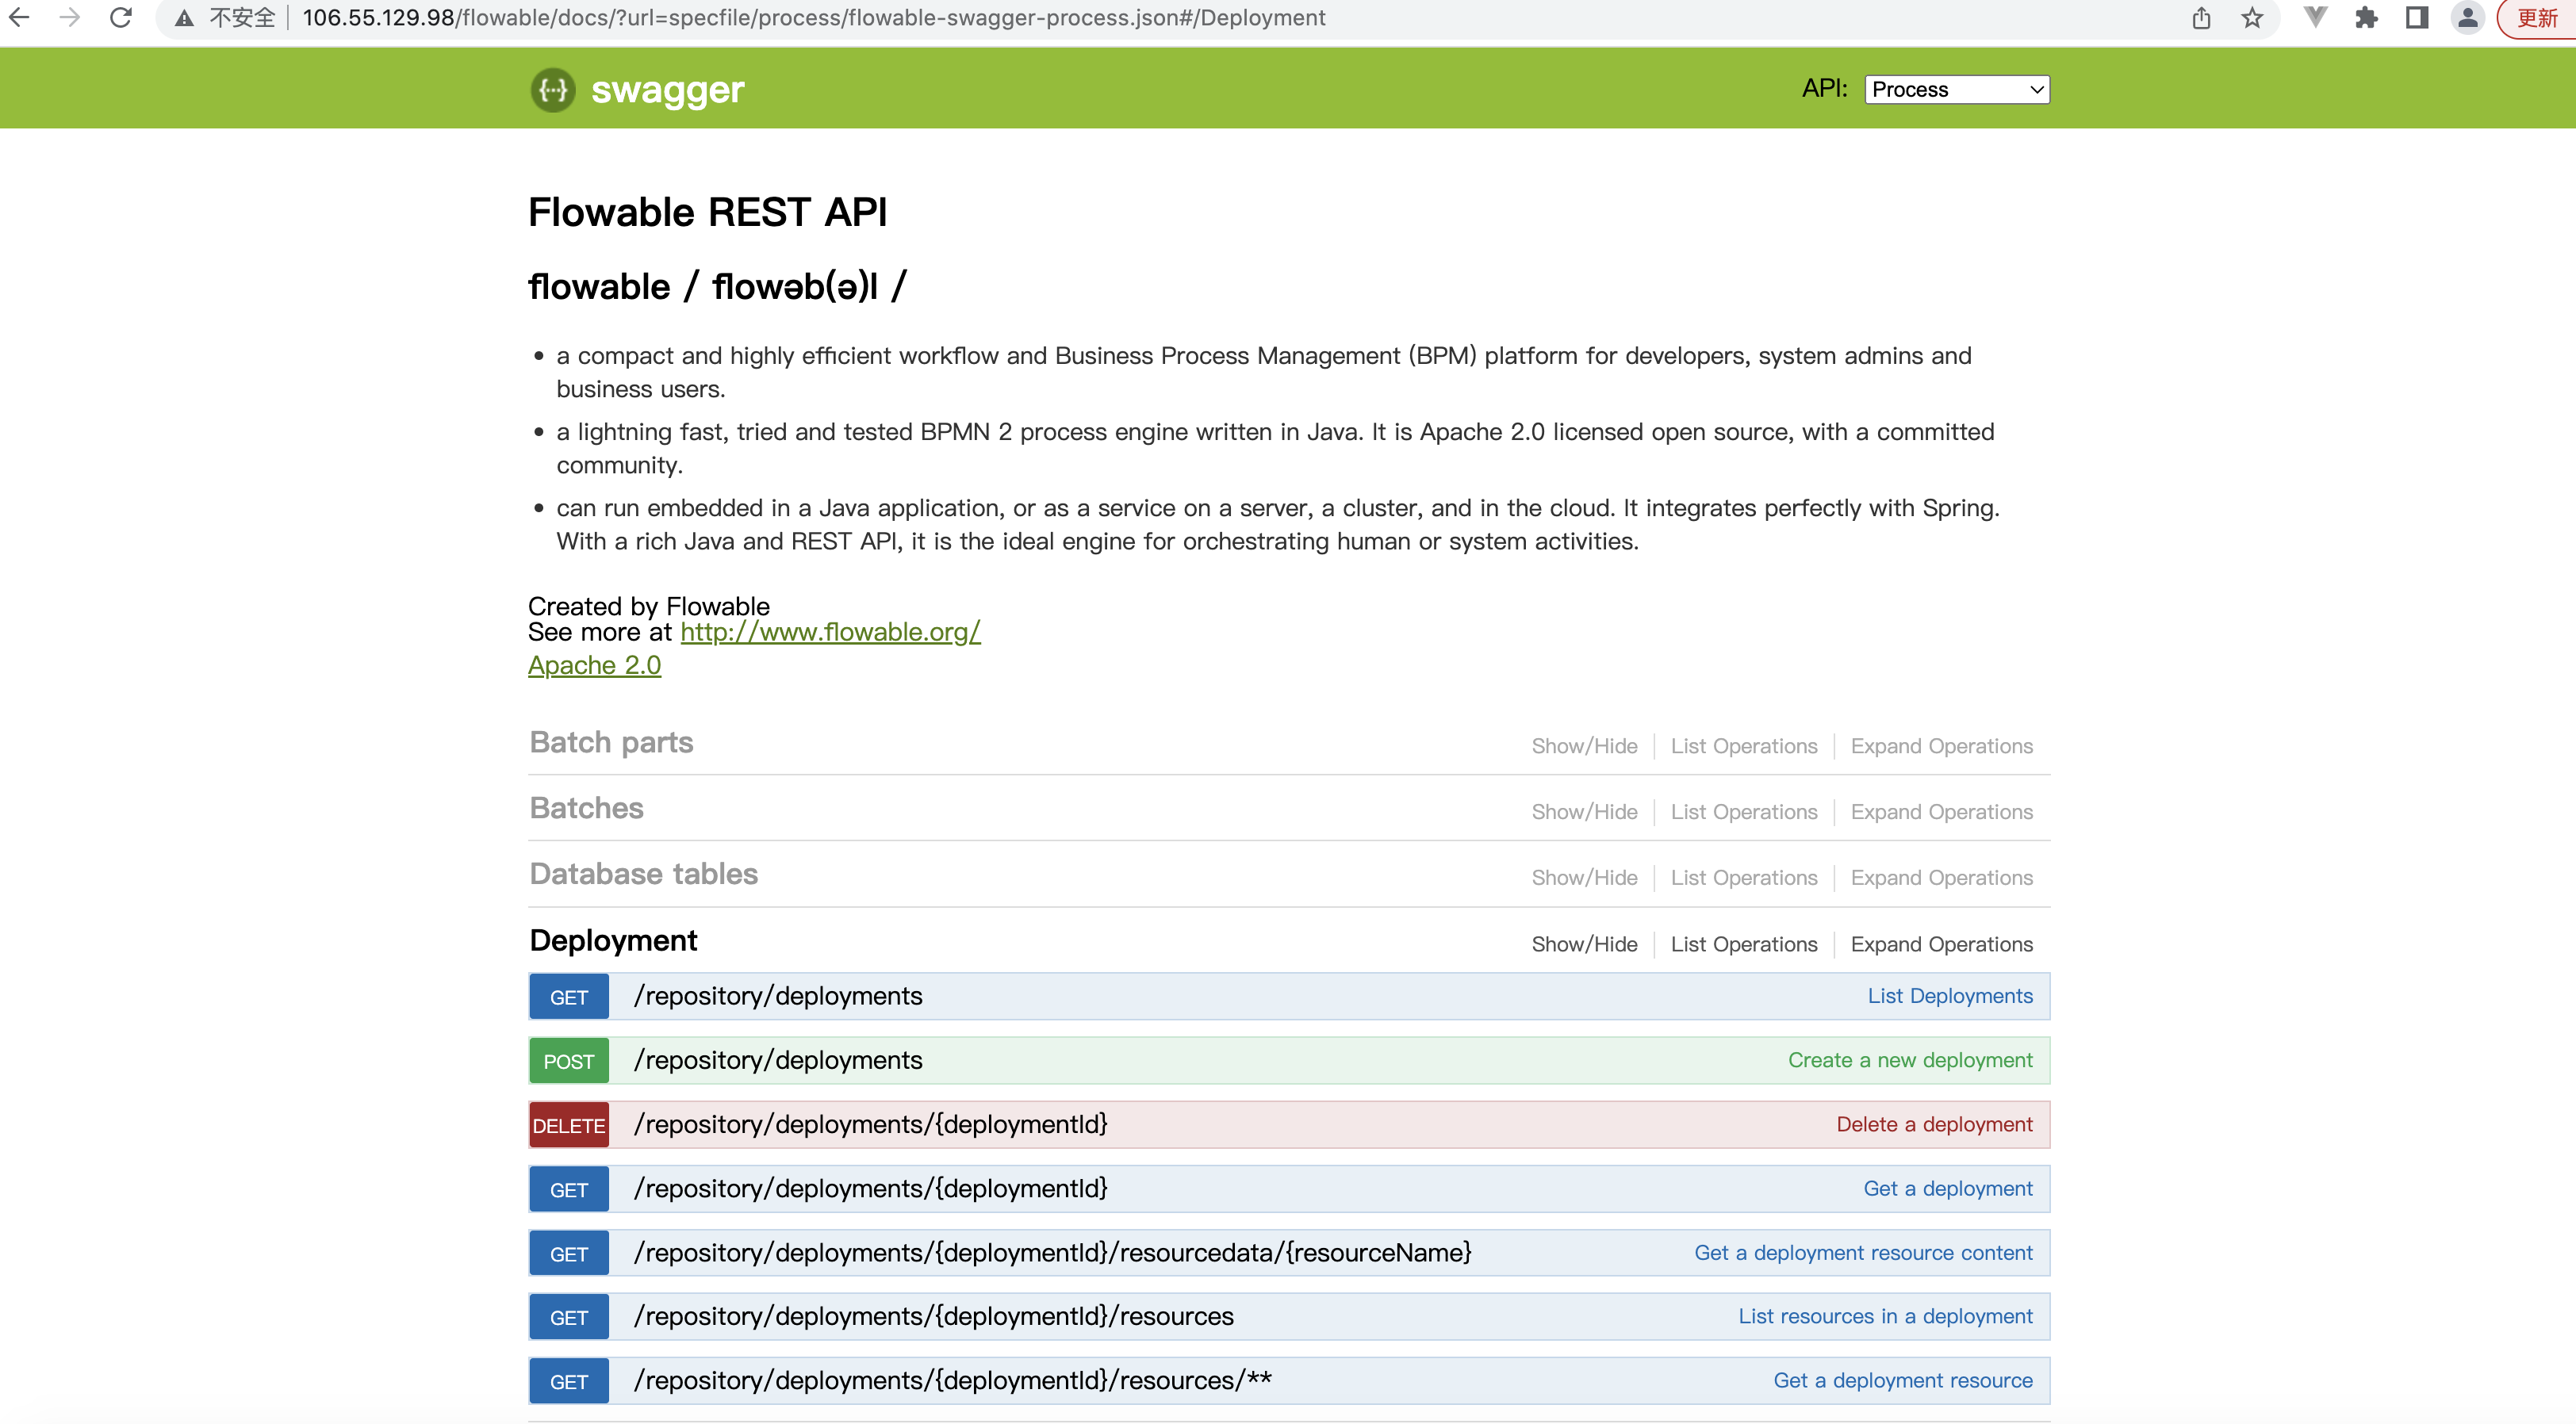 不安全 106.55.129.98/flowable/docs/?url=specfile/process/flowable-swagger-process.json#/Deployment 更新
{···} swagger API: Process
Flowable REST API
flowable / flowəb(ə)l /
• a compact and highly efficient workflow and Business Process Management (BPM) platform for developers, system admins and
business users.
• a lightning fast, tried and tested BPMN 2 process engine written in Java. It is Apache 2.0 licensed open source, with a committed
community.
• can run embedded in a Java application, or as a service on a server, a cluster, and in the cloud. It integrates perfectly with Spring.
With a rich Java and REST API, it is the ideal engine for orchestrating human or system activities.
Created by Flowable
See more at http://www.flowable.org/
Apache 2.0
Batch parts Show/Hide List Operations Expand Operations
Batches Show/Hide List Operations Expand Operations
Database tables Show/Hide List Operations Expand Operations
Deployment Show/Hide List Operations Expand Operations
GET /repository/deployments List Deployments
POST /repository/deployments Create a new deployment
DELETE /repository/deployments/{deploymentId} Delete a deployment
GET /repository/deployments/{deploymentId} Get a deployment
GET /repository/deployments/{deploymentId}/resourcedata/{resourceName} Get a deployment resource content
GET /repository/deployments/{deploymentId}/resources List resources in a deployment
GET /repository/deployments/{deploymentId}/resources/** Get a deployment resource